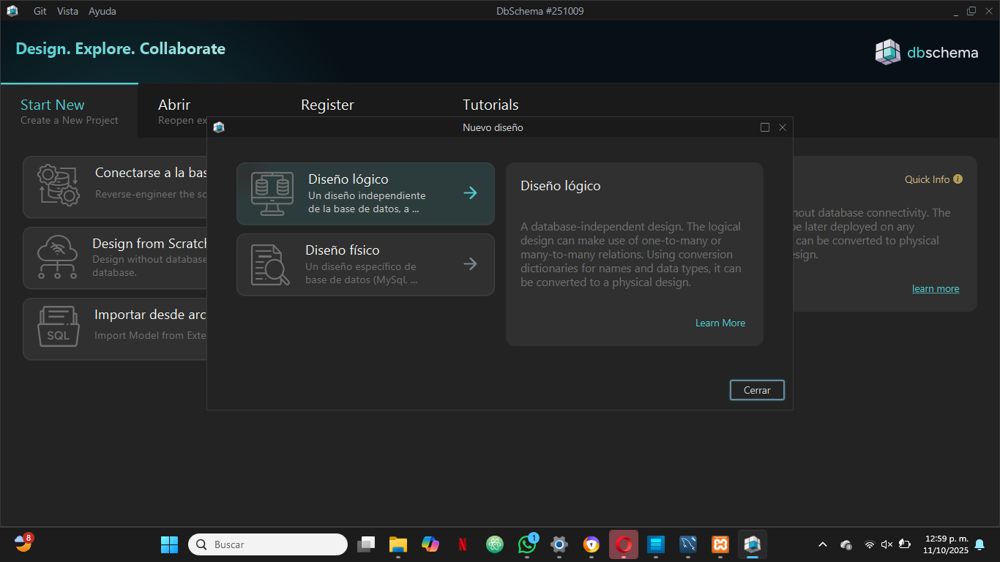 Git Vista Ayuda
DbSchema #251009
Design. Explore. Collaborate
dbschema
Start New
Create a New Project
Abrir
Reopen ex
Register
Tutorials
Nuevo diseño
Conectarse a la bas
Reverse-engineer the sc
Design from Scratch
Design without database
database.
Importar desde arc
SQL
Import Model from Exte
Diseño lógico
Un diseño independiente
de la base de datos, a ...
Diseño físico
Un diseño específico de
base de datos (MySql, ...
Diseño lógico
A database-independent design. The logical
design can make use of one-to-many or
many-to-many relations. Using conversion
dictionaries for names and data types, it can
be converted to a physical design.
Learn More
Cerrar
Quick Info
hout database connectivity. The
be later deployed on any
can be converted to physical
sign.
learn more
8
Buscar
1
12:59 p. m.
11/10/2025